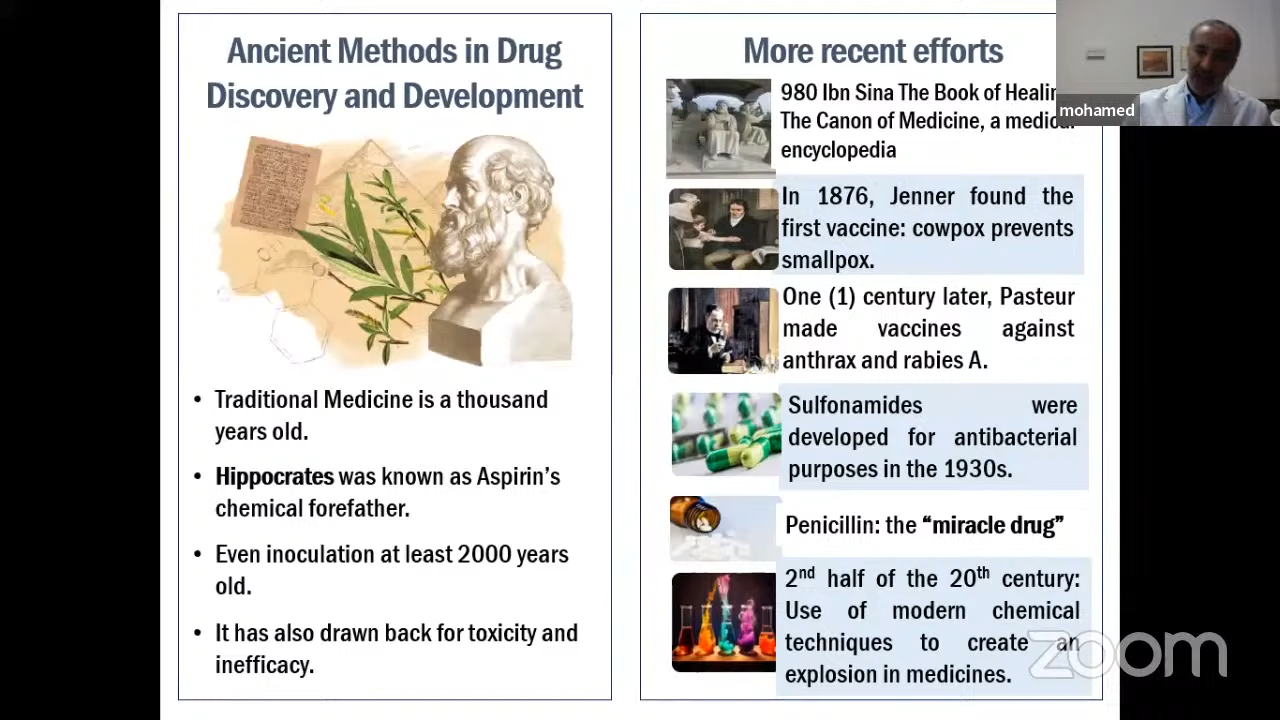 Ancient Methods in Drug
Discovery and Development
• Traditional Medicine is a thousand
years old.
• Hippocrates was known as Aspirin's
chemical forefather.
• Even inoculation at least 2000 years
old.
• It has also drawn back for toxicity and
inefficacy.
More recent efforts
980 Ibn Sina The Book of Healin
The Canon of Medicine, a medical
encyclopedia
In 1876, Jenner found the
first vaccine: cowpox prevents
smallpox.
One (1) century later, Pasteur
made vaccines against
anthrax and rabies A.
Sulfonamides were
developed for antibacterial
purposes in the 1930s.
Penicillin: the “miracle drug”
2nd half of the 20th century:
Use of modern chemical
techniques to create an
explosion in medicines.
mohamed
zoom